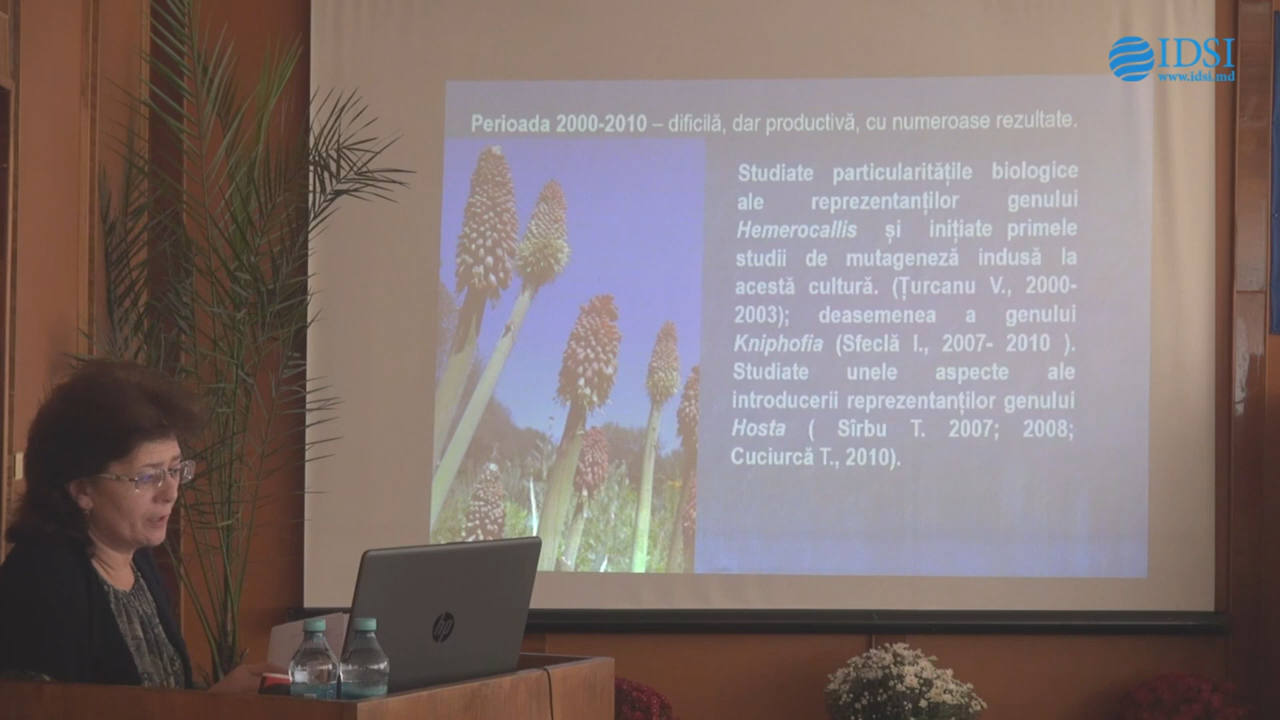 IDSI
www.idsi.md
Perioada 2000-2010 – dificilă, dar productivă, cu numeroase rezultate.
Studiate particularitățile biologice
ale reprezentanților genului
Hemerocallis și inițiate primele
studii de mutageneză indusă la
acestă cultură. (Țurcanu V., 2000-
2003); deasemenea a genului
Kniphofia (Sfeclă I., 2007- 2010 ).
Studiate unele aspecte ale
introducerii reprezentanților genului
Hosta ( Sîrbu T. 2007; 2008;
Cuciurcă T., 2010).
hp